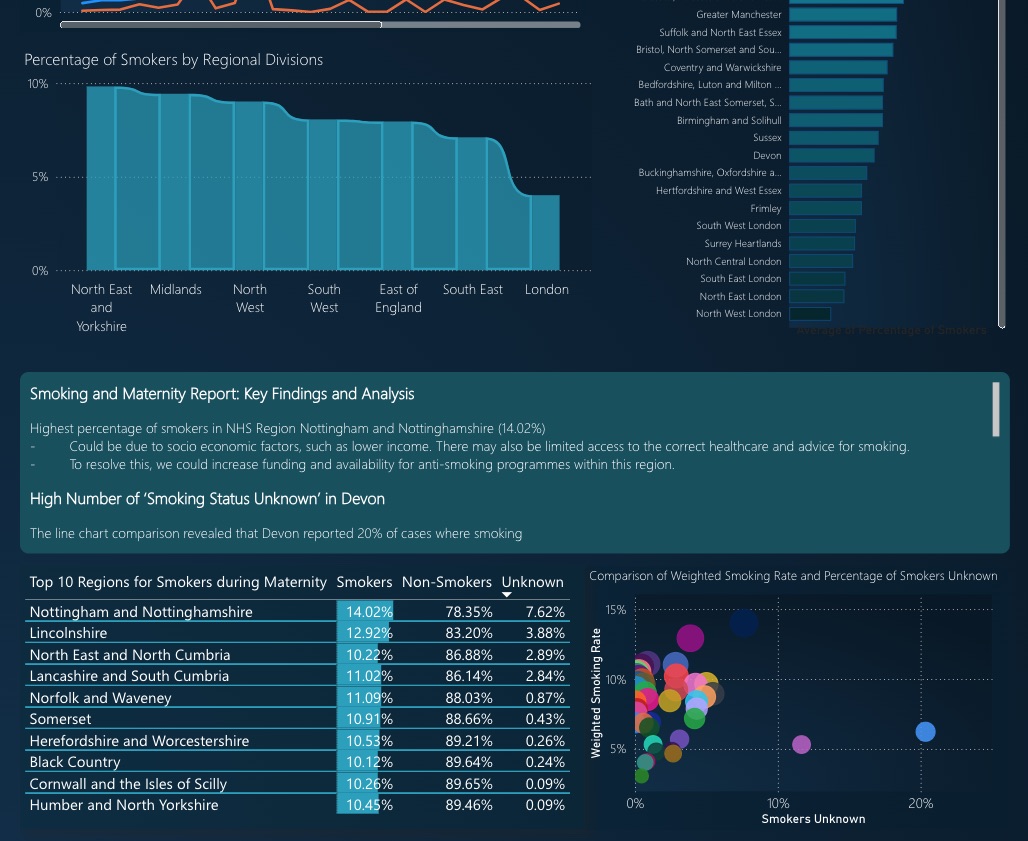 0%
Percentage of Smokers by Regional Divisions
10%
5%
0%
North East and Yorkshire
Midlands
North West
South West
East of England
South East
London
Greater Manchester
Suffolk and North East Essex
Bristol, North Somerset and Sou...
Coventry and Warwickshire
Bedfordshire, Luton and Milton ...
Bath and North East Somerset, S...
Birmingham and Solihull
Sussex
Devon
Buckinghamshire, Oxfordshire a...
Hertfordshire and West Essex
Frimley
South West London
Surrey Heartlands
North Central London
South East London
North East London
North West London
Average of Percentage of Smokers
Smoking and Maternity Report: Key Findings and Analysis
Highest percentage of smokers in NHS Region Nottingham and Nottinghamshire (14.02%)
- Could be due to socio economic factors, such as lower income. There may also be limited access to the correct healthcare and advice for smoking.
- To resolve this, we could increase funding and availability for anti-smoking programmes within this region.
High Number of ‘Smoking Status Unknown’ in Devon
The line chart comparison revealed that Devon reported 20% of cases where smoking
Top 10 Regions for Smokers during Maternity Smokers Non-Smokers Unknown
Nottingham and Nottinghamshire 14.02% 78.35% 7.62%
Lincolnshire 12.92% 83.20% 3.88%
North East and North Cumbria 10.22% 86.88% 2.89%
Lancashire and South Cumbria 11.02% 86.14% 2.84%
Norfolk and Waveney 11.09% 88.03% 0.87%
Somerset 10.91% 88.66% 0.43%
Herefordshire and Worcestershire 10.53% 89.21% 0.26%
Black Country 10.12% 89.64% 0.24%
Cornwall and the Isles of Scilly 10.26% 89.65% 0.09%
Humber and North Yorkshire 10.45% 89.46% 0.09%
Comparison of Weighted Smoking Rate and Percentage of Smokers Unknown
Weighted Smoking Rate
15%
10%
5%
0%
10%
20%
Smokers Unknown